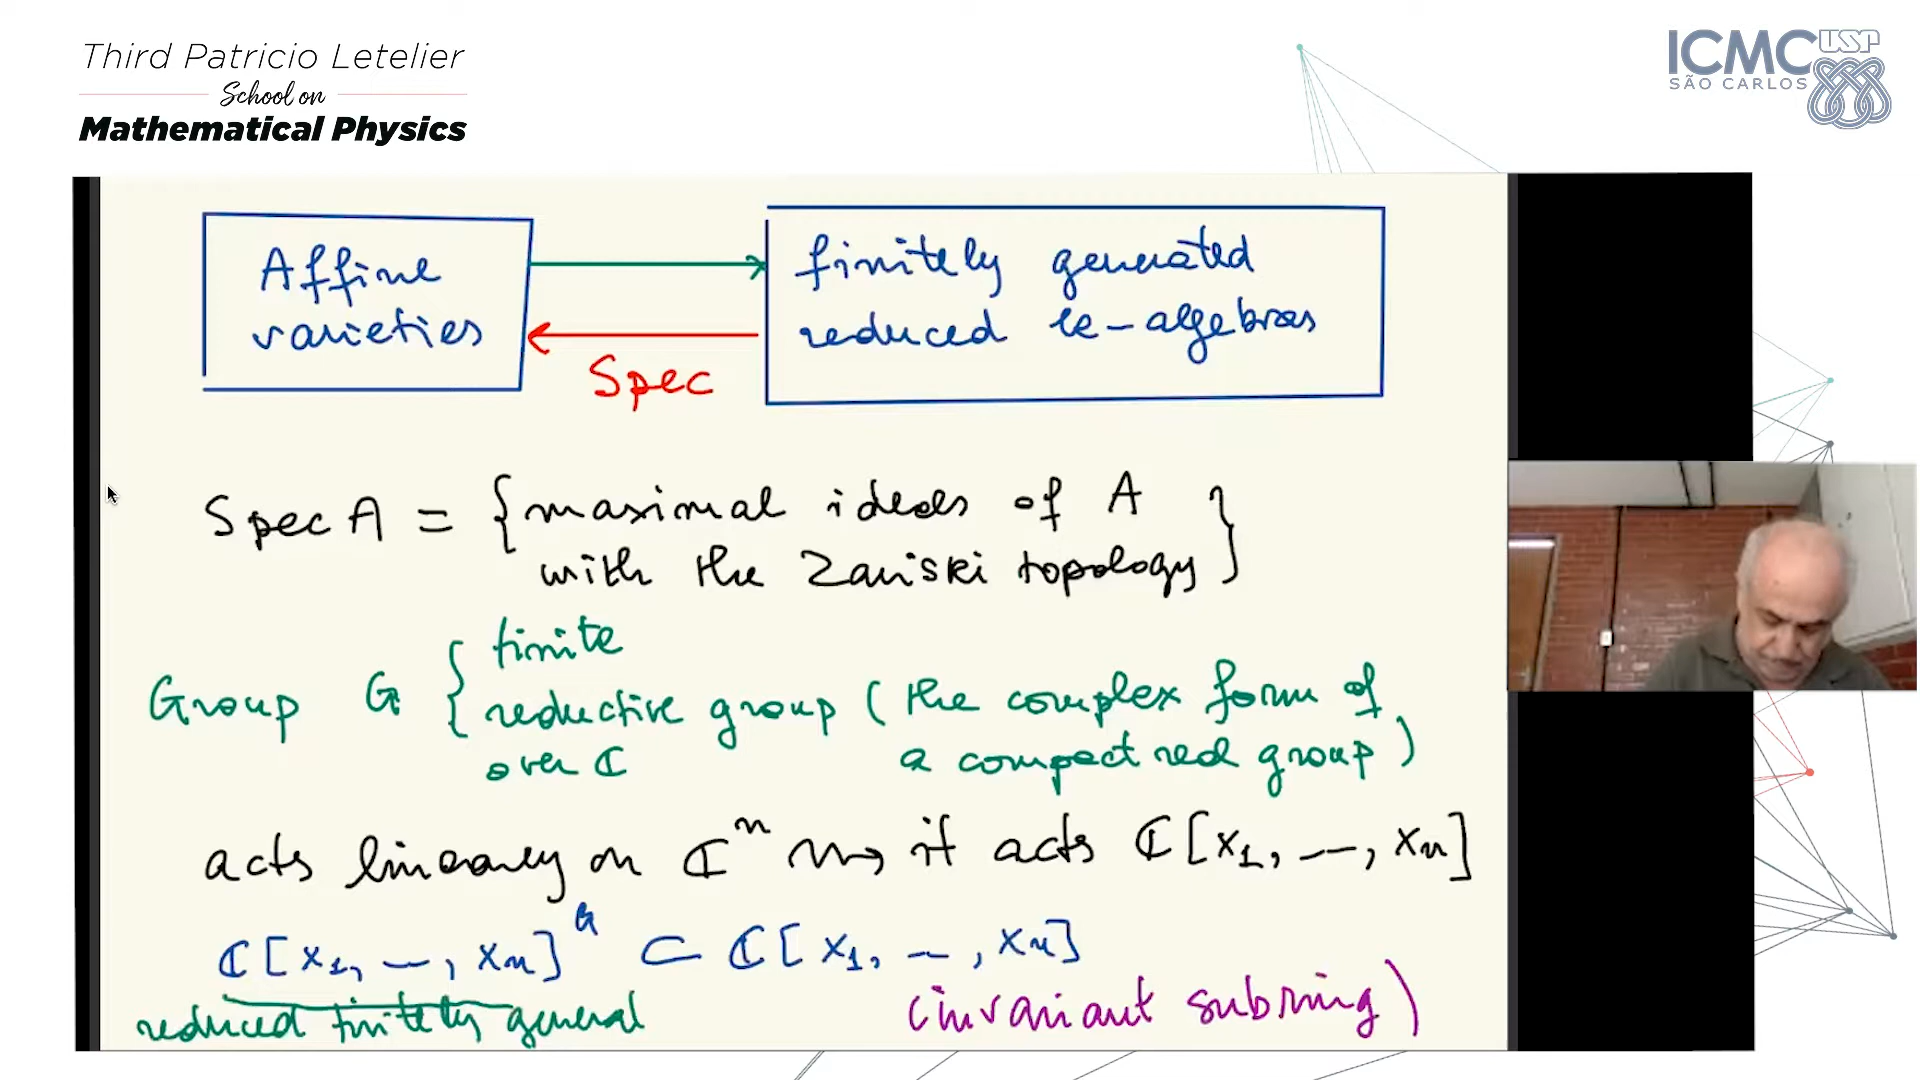 Third Patricio Letelier
School on
Mathematical Physics
ICMC USP
SÃO CARLOS
Affine
varieties
finitely generated
reduced k-algebras
Spec
Spec A = {maximal ideals of A
with the Zariski topology}
Group G { finite
reductive group (the complex form of
over ℂ a compact red group)
acts linearly on ℂⁿ ⇝ it acts ℂ[x₁, —, xₙ]
ℂ[x₁, —, xₙ]ᴳ ⊂ ℂ[x₁, —, xₙ]
reduced finitely general (invariant subring)